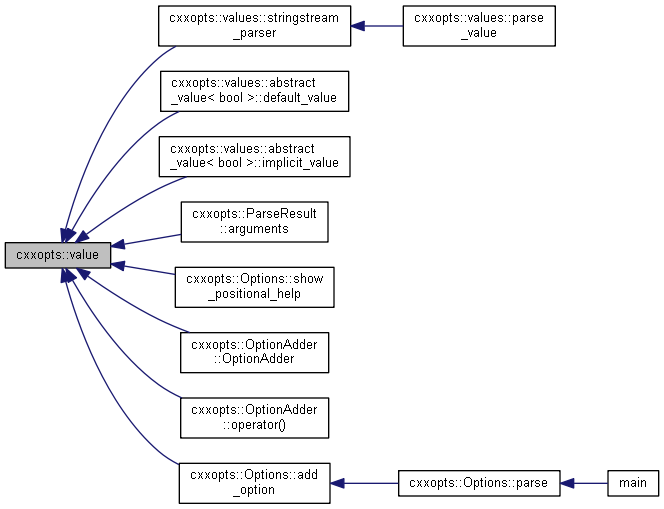 cxxopts::values::stringstream
_parser
cxxopts::values::parse
_value
cxxopts::values::abstract
_value< bool >::default_value
cxxopts::values::abstract
_value< bool >::implicit_value
cxxopts::ParseResult
::arguments
cxxopts::value
cxxopts::Options::show
_positional_help
cxxopts::OptionAdder
::OptionAdder
cxxopts::OptionAdder
::operator()
cxxopts::Options::add
_option
cxxopts::Options::parse
main